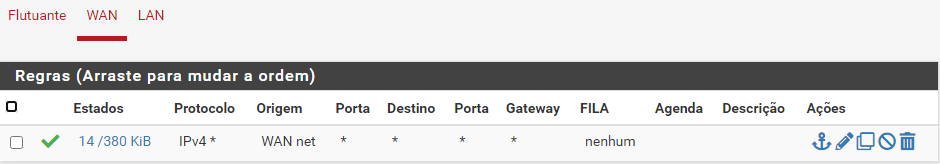 Flutuante WAN LAN
Regras (Arraste para mudar a ordem)
Estados Protocolo Origem Porta Destino Porta Gateway FILA Agenda Descrição Ações
14 /380 KiB IPv4 * WAN net * * * * nenhum